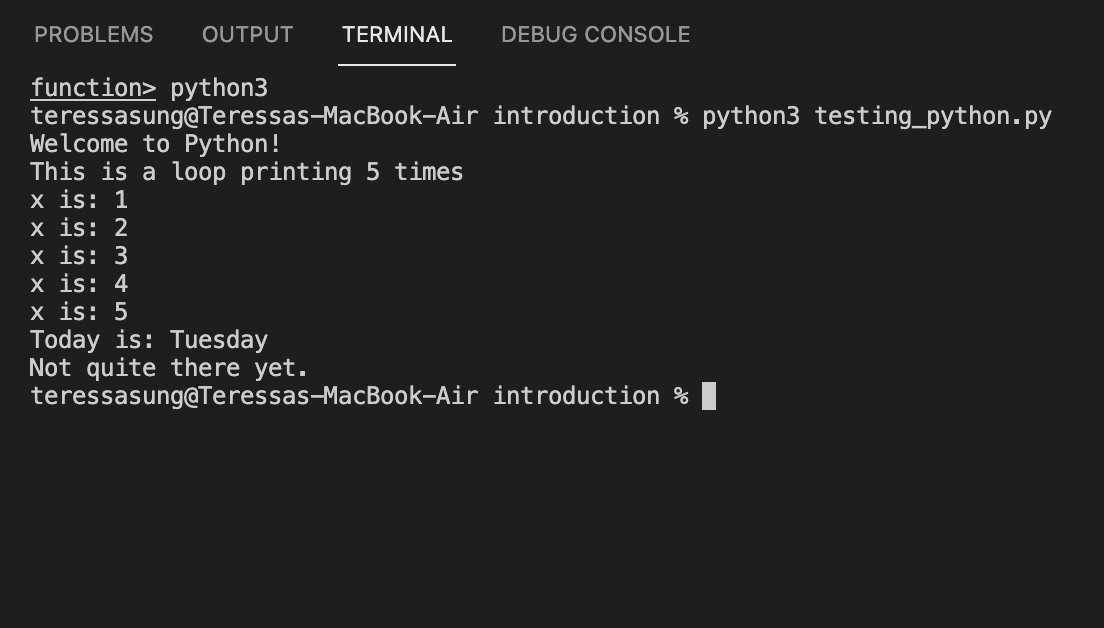 PROBLEMS OUTPUT TERMINAL DEBUG CONSOLE
function> python3
teressasung@Teressas-MacBook-Air introduction % python3 testing_python.py
Welcome to Python!
This is a loop printing 5 times
x is: 1
x is: 2
x is: 3
x is: 4
x is: 5
Today is: Tuesday
Not quite there yet.
teressasung@Teressas-MacBook-Air introduction %